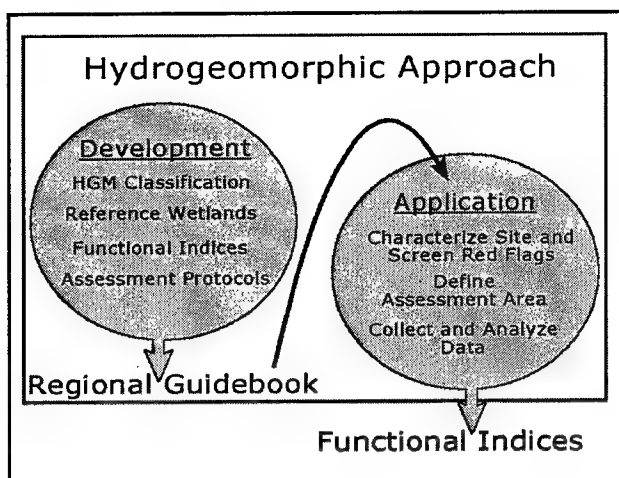 Hydrogeomorphic Approach
Development
HGM Classification
Reference Wetlands
Functional Indices
Assessment Protocols
Regional Guidebook
Application
Characterize Site and
Screen Red Flags
Define
Assessment Area
Collect and Analyze
Data
Functional Indices